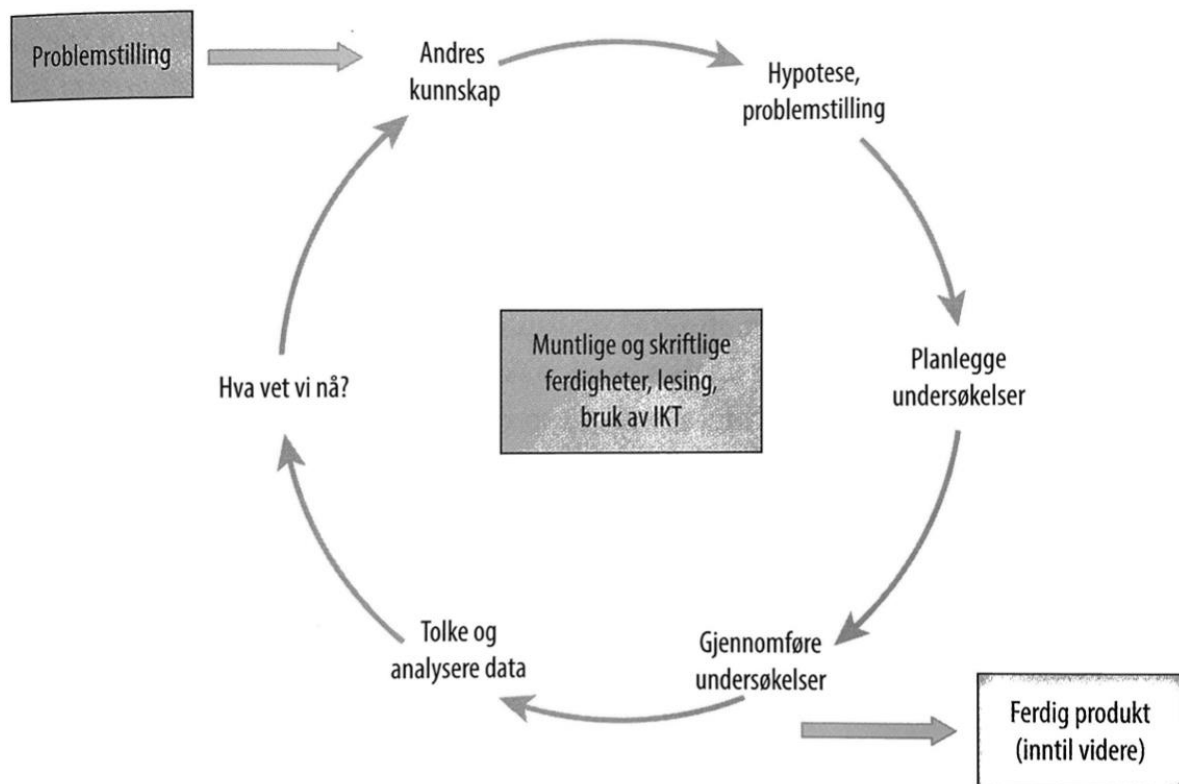 Problemstilling
Andres
kunnskap
Hypotese,
problemstilling
Planlegge
undersøkelser
Gjennomføre
undersøkelser
Tolke og
analysere data
Hva vet vi nå?
Muntlige og skriftlige
ferdigheter, lesing,
bruk av IKT
Ferdig produkt
(inntil videre)